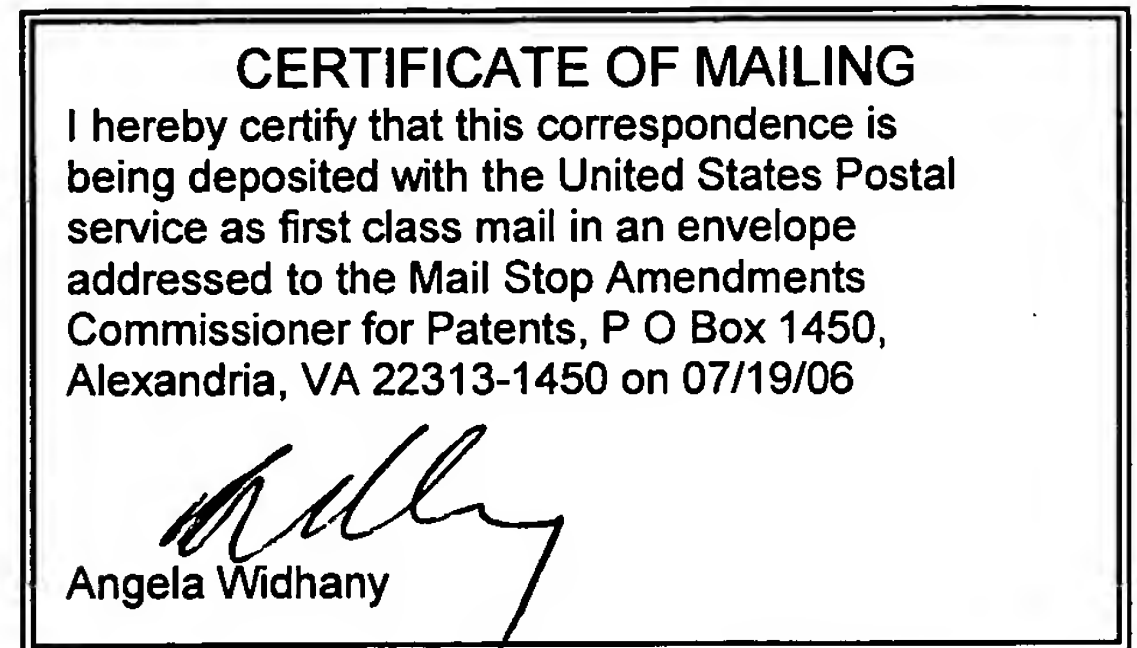 CERTIFICATE OF MAILING
I hereby certify that this correspondence is
being deposited with the United States Postal
service as first class mail in an envelope
addressed to the Mail Stop Amendments
Commissioner for Patents, P O Box 1450,
Alexandria, VA 22313-1450 on 07/19/06
Angela Widhany